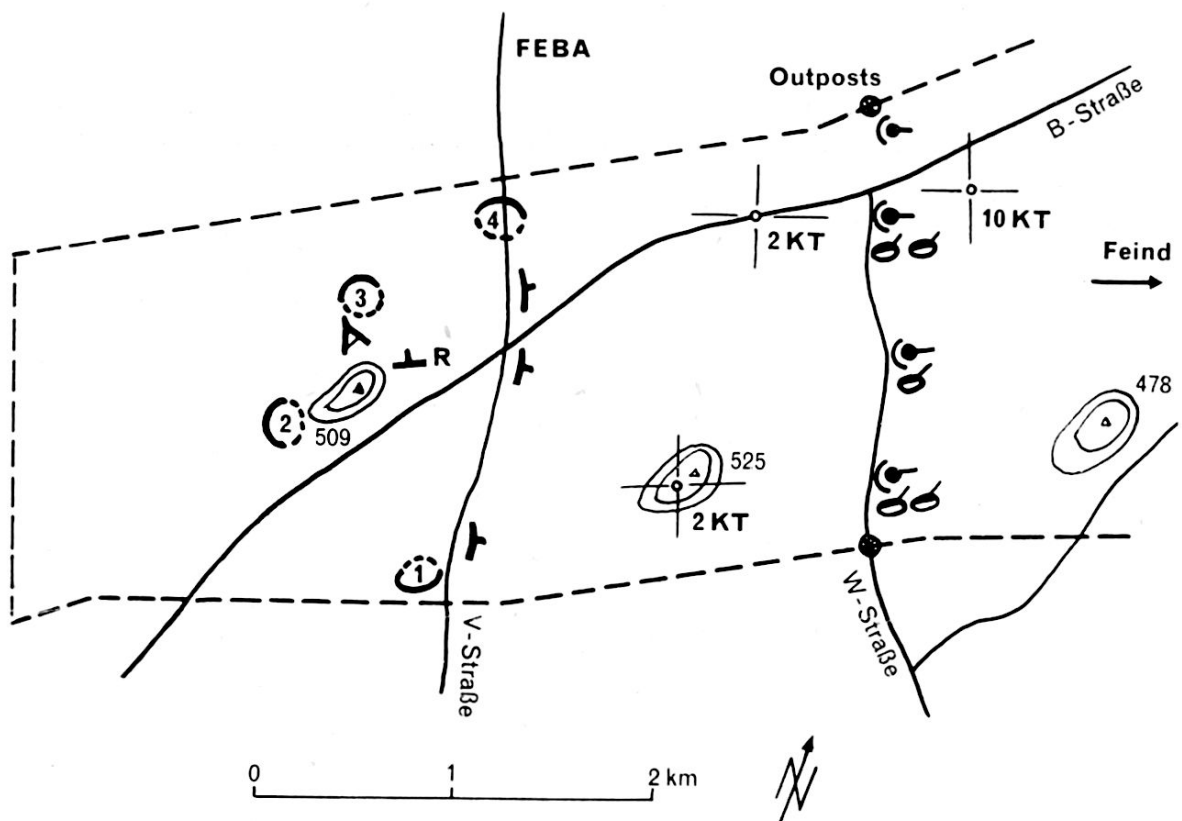 FEBA
Outposts
B-Straße
4
2 KT
10 KT
Feind
3
R
2
509
525
478
2 KT
1
V-Straße
W-Straße
0 1 2 km
N